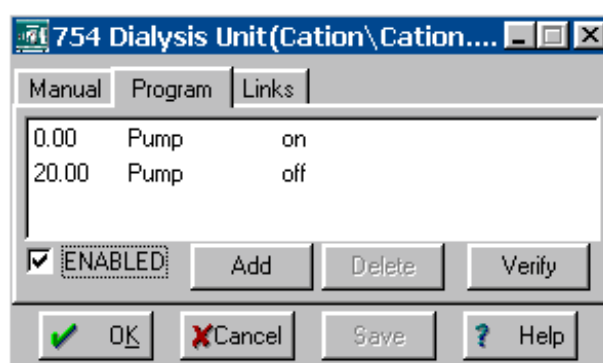 754 Dialysis Unit(Cation\Cation....
Manual Program Links
0.00 Pump on
20.00 Pump off
ENABLED Add Delete Verify
OK Cancel Save ? Help